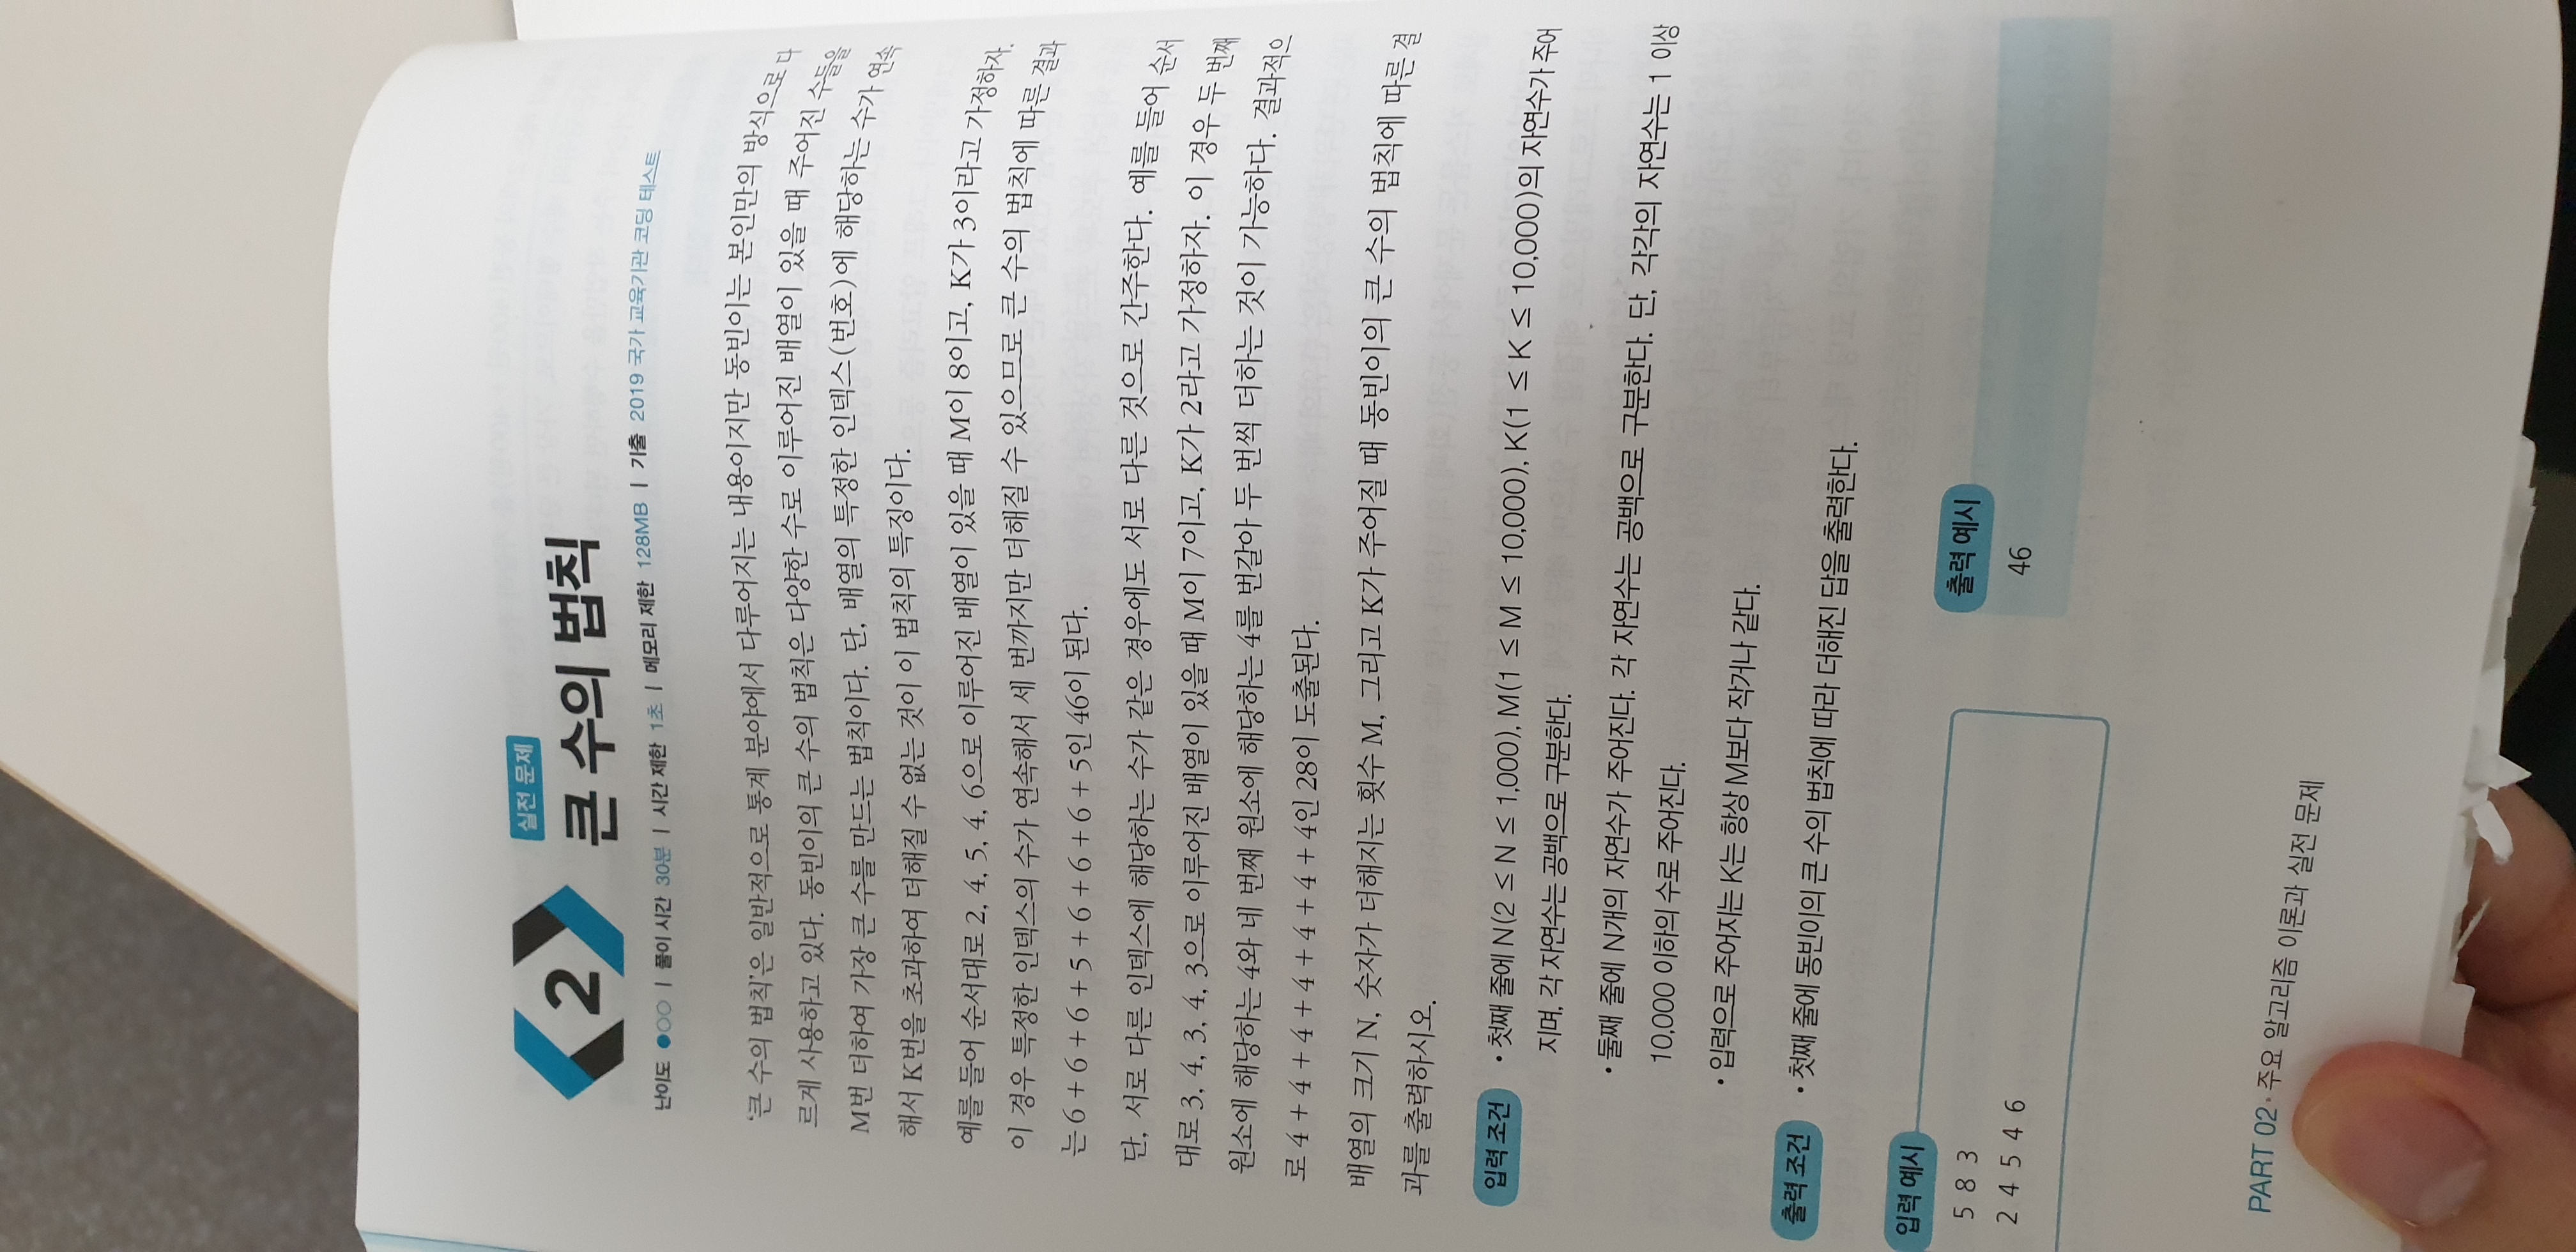 2
실전 문제
큰 수의 법칙
난이도 ●○○ | 풀이 시간 30분 | 시간 제한 1초 | 메모리 제한 128MB | 기출 2019 국가 교육기관 코딩 테스트
‘큰 수의 법칙’은 일반적으로 통계 분야에서 다루어지는 내용이지만 동빈이는 본인만의 방식으로 다
르게 사용하고 있다. 동빈이의 큰 수의 법칙은 다양한 수로 이루어진 배열이 있을 때 주어진 수들을
M번 더하여 가장 큰 수를 만드는 법칙이다. 단, 배열의 특정한 인덱스(번호)에 해당하는 수가 연속
해서 K번을 초과하여 더해질 수 없는 것이 이 법칙의 특징이다.
예를 들어 순서대로 2, 4, 5, 4, 6으로 이루어진 배열이 있을 때 M이 8이고, K가 3이라고 가정하자.
이 경우 특정한 인덱스의 수가 연속해서 세 번까지만 더해질 수 있으므로 큰 수의 법칙에 따른 결과
는 6 + 6 + 6 + 5 + 6 + 6 + 6 + 5인 46이 된다.
단, 서로 다른 인덱스에 해당하는 수가 같은 경우에도 서로 다른 것으로 간주한다. 예를 들어 순서
대로 3, 4, 3, 4, 3으로 이루어진 배열이 있을 때 M이 7이고, K가 2라고 가정하자. 이 경우 두 번째
원소에 해당하는 4와 네 번째 원소에 해당하는 4를 번갈아 두 번씩 더하는 것이 가능하다. 결과적으
로 4 + 4 + 4 + 4 + 4 + 4 + 4인 28이 도출된다.
배열의 크기 N, 숫자가 더해지는 횟수 M, 그리고 K가 주어질 때 동빈이의 큰 수의 법칙에 따른 결
과를 출력하시오.
입력 조건 • 첫째 줄에 N(2 ≤ N ≤ 1,000), M(1 ≤ M ≤ 10,000), K(1 ≤ K ≤ 10,000)의 자연수가 주어
지며, 각 자연수는 공백으로 구분한다.
• 둘째 줄에 N개의 자연수가 주어진다. 각 자연수는 공백으로 구분한다. 단, 각각의 자연수는 1 이상
10,000 이하의 수로 주어진다.
• 입력으로 주어지는 K는 항상 M보다 작거나 같다.
출력 조건 • 첫째 줄에 동빈이의 큰 수의 법칙에 따라 더해진 답을 출력한다.
입력 예시
5 8 3
2 4 5 4 6
출력 예시
46
PART 02 · 주요 알고리즘 이론과 실전 문제